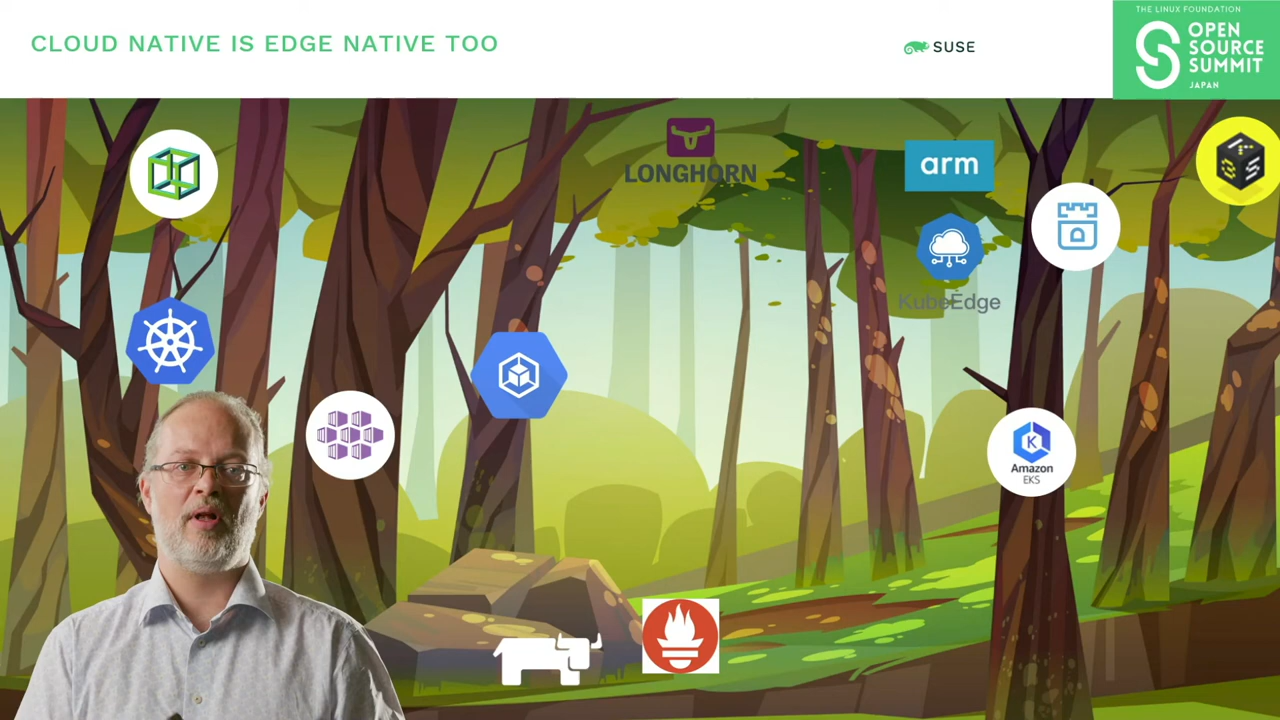 CLOUD NATIVE IS EDGE NATIVE TOO
SUSE
THE LINUX FOUNDATION
OPEN
SOURCE
SUMMIT
JAPAN
LONGHORN
arm
KubeEdge
K
Amazon
EKS